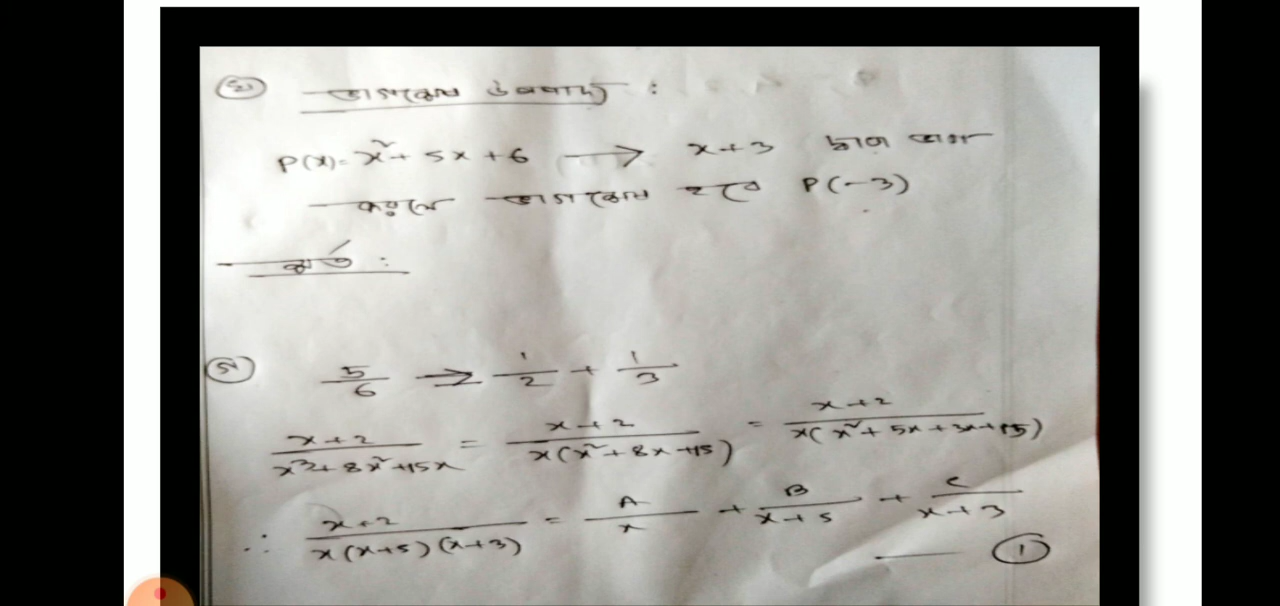 ২ ভাগশেষ উপপাদ্য :
P(x) = x² + 5x + 6 → x+3 দ্বারা ভাগ
করলে ভাগশেষ হবে P(-3)
শর্ত :
5/6 → 1/2 + 1/3
(x+2)/(x³+8x²+15x) = (x+2)/(x(x²+8x+15)) = (x+2)/(x(x²+5x+3x+15))
∴ (x+2)/(x(x+5)(x+3)) = A/x + B/(x+5) + C/(x+3)
— ①